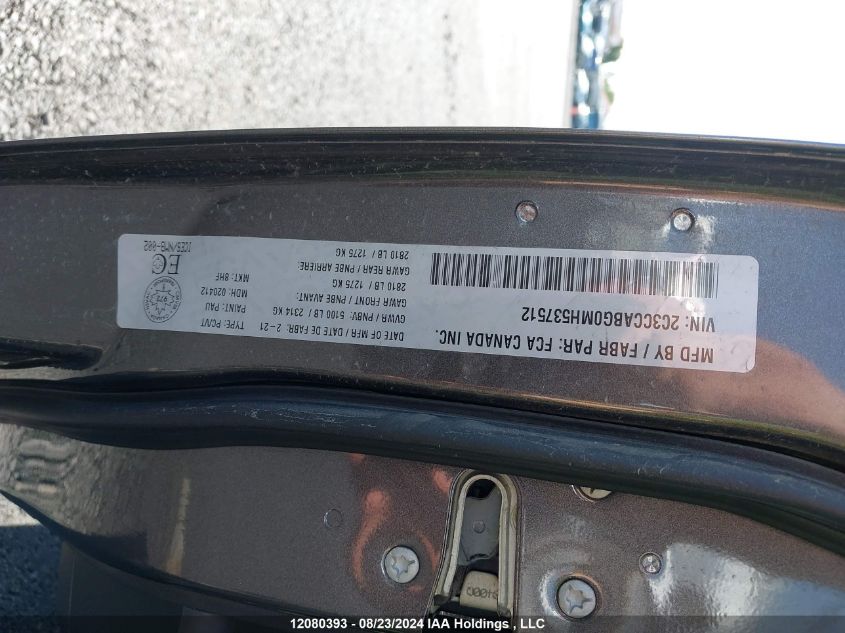 MFD BY / FABR PAR: FCA CANADA INC.
VIN: 2C3CCABG0MH537512
DATE OF MFR / DATE DE FABR: 2-21
GVWR / PNBV: 5100 LB / 2314 KG
GAWR FRONT / PNBE AVANT:
2810 LB / 1275 KG
GAWR REAR / PNBE ARRIERE:
2810 LB / 1275 KG
TYPE: PC/VT
PAINT: PAU
MDH: 020412
MKT: 8HF
EC
12080393 - 08/23/2024 IAA Holdings , LLC